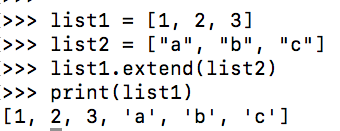 >>> list1 = [1, 2, 3]
>>> list2 = ["a", "b", "c"]
>>> list1.extend(list2)
>>> print(list1)
[1, 2, 3, 'a', 'b', 'c']